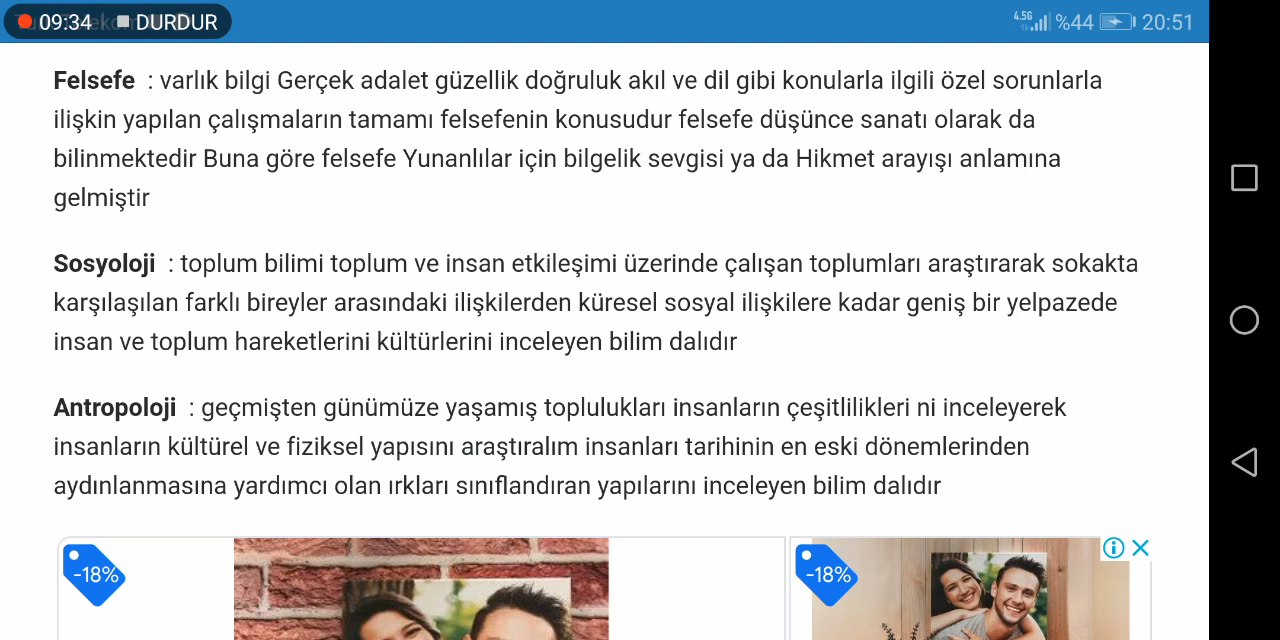 09:34 DURDUR
4.5G %44 20:51
Felsefe : varlık bilgi Gerçek adalet güzellik doğruluk akıl ve dil gibi konularla ilgili özel sorunlarla
ilişkin yapılan çalışmaların tamamı felsefenin konusudur felsefe düşünce sanatı olarak da
bilinmektedir Buna göre felsefe Yunanlılar için bilgelik sevgisi ya da Hikmet arayışı anlamına
gelmiştir
Sosyoloji : toplum bilimi toplum ve insan etkileşimi üzerinde çalışan toplumları araştırarak sokakta
karşılaşılan farklı bireyler arasındaki ilişkilerden küresel sosyal ilişkilere kadar geniş bir yelpazede
insan ve toplum hareketlerini kültürlerini inceleyen bilim dalıdır
Antropoloji : geçmişten günümüze yaşamış toplulukları insanların çeşitlilikleri ni inceleyerek
insanların kültürel ve fiziksel yapısını araştıralım insanları tarihinin en eski dönemlerinden
aydınlanmasına yardımcı olan ırkları sınıflandıran yapılarını inceleyen bilim dalıdır
-18%
-18%